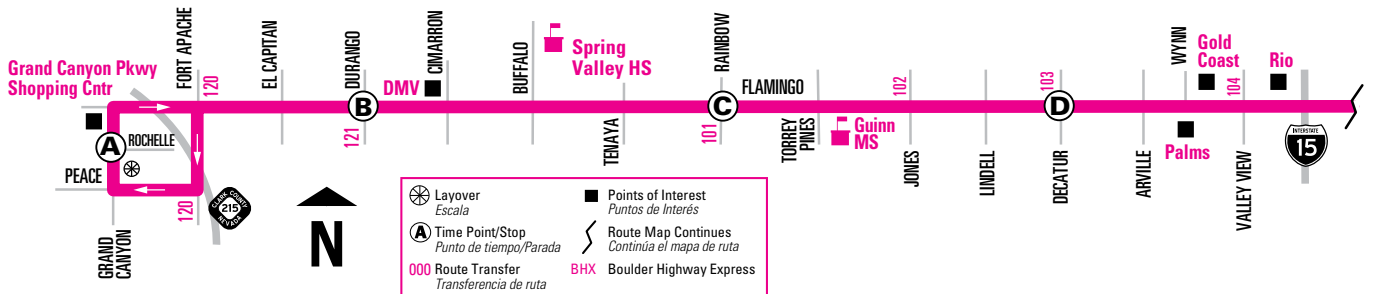 Grand Canyon Pkwy
Shopping Cntr
FORT APACHE
120
EL CAPITAN
DURANGO
B
121
DMV
CIMARRON
BUFFALO
Spring
Valley HS
TENAYA
RAINBOW
C
101
FLAMINGO
TORREY
PINES
Guinn
MS
102
JONES
LINDELL
103
D
DECATUR
ARVILLE
WYNN
Palms
Gold
Coast
104
VALLEY VIEW
Rio
INTERSTATE
15
A
ROCHELLE
PEACE
GRAND
CANYON
120
CLARK COUNTY
215
NEVADA
N
Layover
Escala
A Time Point/Stop
Punto de tiempo/Parada
000 Route Transfer
Transferencia de ruta
Points of Interest
Puntos de Interés
Route Map Continues
Continúa el mapa de ruta
BHX Boulder Highway Express